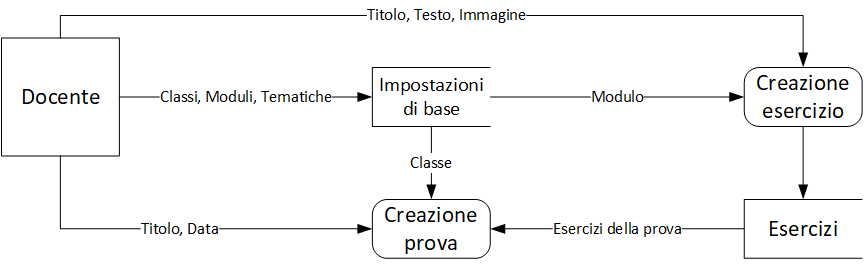 Titolo, Testo, Immagine
Docente
Classi, Moduli, Tematiche
Impostazioni
di base
Modulo
Creazione
esercizio
Classe
Titolo, Data
Creazione
prova
Esercizi della prova
Esercizi